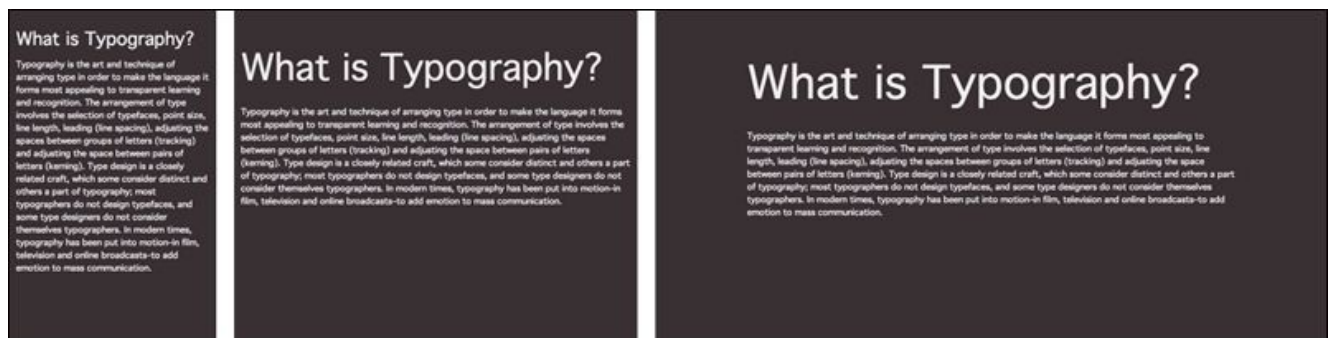 What is Typography?
Typography is the art and technique of
arranging type in order to make the language it
forms most appealing to transparent learning
and recognition. The arrangement of type
involves the selection of typefaces, point size,
line length, leading (line spacing), adjusting the
spaces between groups of letters (tracking)
and adjusting the space between pairs of
letters (kerning). Type design is a closely
related craft, which some consider distinct and
others a part of typography; most
typographers do not design typefaces, and
some type designers do not consider
themselves typographers. In modern times,
typography has been put into motion-in film,
television and online broadcasts-to add
emotion to mass communication.
What is Typography?
Typography is the art and technique of arranging type in order to make the language it forms
most appealing to transparent learning and recognition. The arrangement of type involves the
selection of typefaces, point size, line length, leading (line spacing), adjusting the spaces
between groups of letters (tracking) and adjusting the space between pairs of letters
(kerning). Type design is a closely related craft, which some consider distinct and others a part
of typography; most typographers do not design typefaces, and some type designers do not
consider themselves typographers. In modern times, typography has been put into motion-in
film, television and online broadcasts-to add emotion to mass communication.
What is Typography?
Typography is the art and technique of arranging type in order to make the language it forms most appealing to
transparent learning and recognition. The arrangement of type involves the selection of typefaces, point size, line
length, leading (line spacing), adjusting the spaces between groups of letters (tracking) and adjusting the space
between pairs of letters (kerning). Type design is a closely related craft, which some consider distinct and others a part
of typography; most typographers do not design typefaces, and some type designers do not consider themselves
typographers. In modern times, typography has been put into motion-in film, television and online broadcasts-to add
emotion to mass communication.